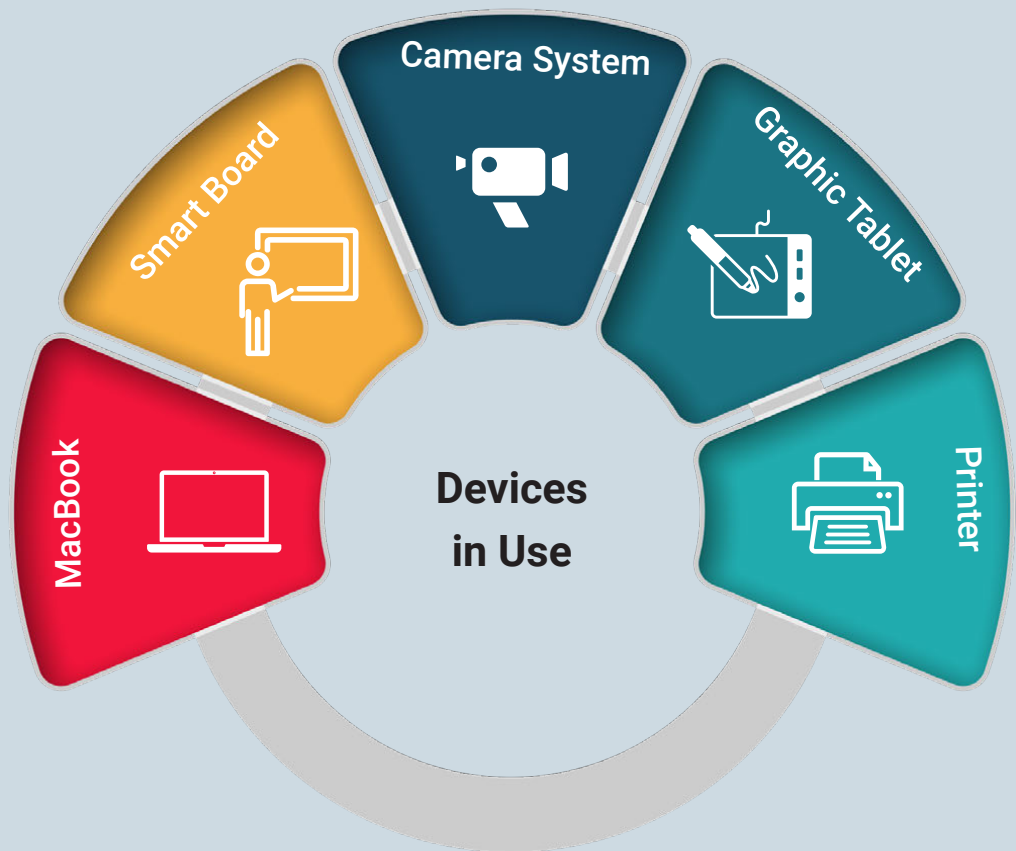 Camera System
Smart Board
Graphic Tablet
MacBook
Printer
Devices
in Use